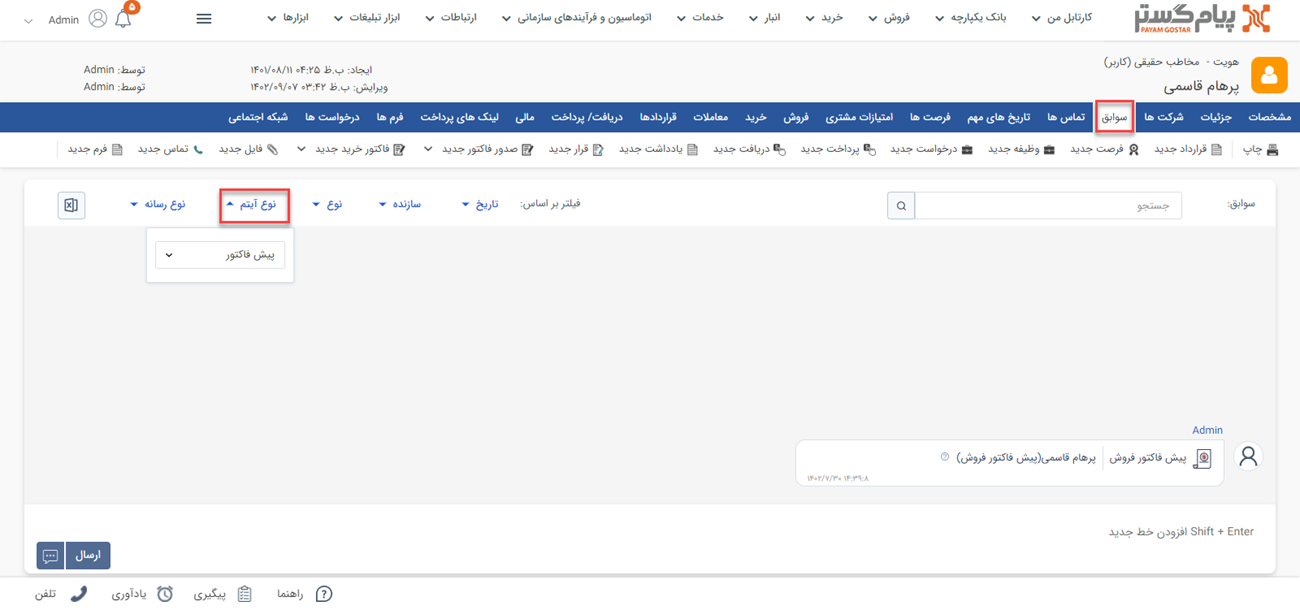 پیام گستر کارتابل من بانک یکپارچه فروش خرید انبار خدمات ارتباطات اتوماسیون و فرآیندهای سازمانی ابزار تبلیغات ابزارها ۵ Admin
PAYAM GOSTAR
هویت - مخاطب حقیقی (کاربر)
پرهام قاسمی
ایجاد: ب.ظ ۰۴:۲۵ ۱۴۰۱/۰۸/۱۱ توسط: Admin
ویرایش: ب.ظ ۰۳:۴۲ ۱۴۰۲/۰۹/۰۷ توسط: Admin
مشخصات جزئیات شرکت ها سوابق تماس ها تاریخ های مهم فرصت ها امتیازات مشتری فروش خرید معاملات قراردادها دریافت/ پرداخت مالی لینک های پرداخت فرم ها درخواست ها شبکه اجتماعی
چاپ قرارداد جدید فرصت جدید وظیفه جدید درخواست جدید پرداخت جدید دریافت جدید یادداشت جدید قرار جدید صدور فاکتور جدید فاکتور خرید جدید فایل جدید تماس جدید فرم جدید
سوابق: جستجو فیلتر بر اساس: تاریخ سازنده نوع نوع آیتم نوع رسانه
پیش فاکتور
Admin
پیش فاکتور فروش پرهام قاسمی(پیش فاکتور فروش)
۱۴۰۲/۷/۳۰ ۱۴:۳۹:۸
Shift + Enter افزودن خط جدید
ارسال
راهنما پیگیری یادآوری تلفن